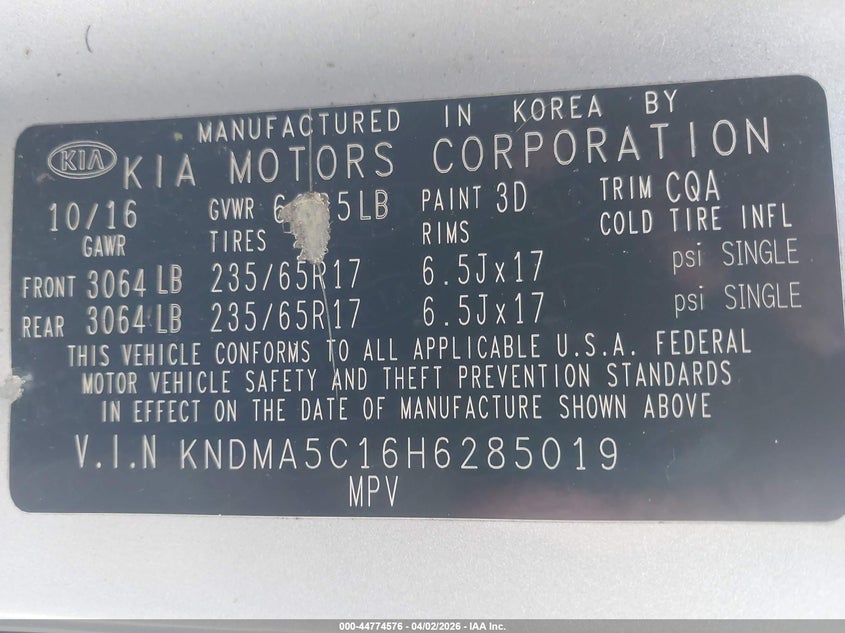 MANUFACTURED IN KOREA BY
KIA KIA MOTORS CORPORATION
10/16 GVWR PAINT 3D TRIM CQA
GAWR TIRES RIMS COLD TIRE INFL
FRONT 3064 LB 235/65R17 6.5Jx17 psi SINGLE
REAR 3064 LB 235/65R17 6.5Jx17 psi SINGLE
THIS VEHICLE CONFORMS TO ALL APPLICABLE U.S.A. FEDERAL
MOTOR VEHICLE SAFETY AND THEFT PREVENTION STANDARDS
IN EFFECT ON THE DATE OF MANUFACTURE SHOWN ABOVE
V.I.N KNDMA5C16H6285019
MPV
000-44774576 | 04/02/2026 - IAA Inc.